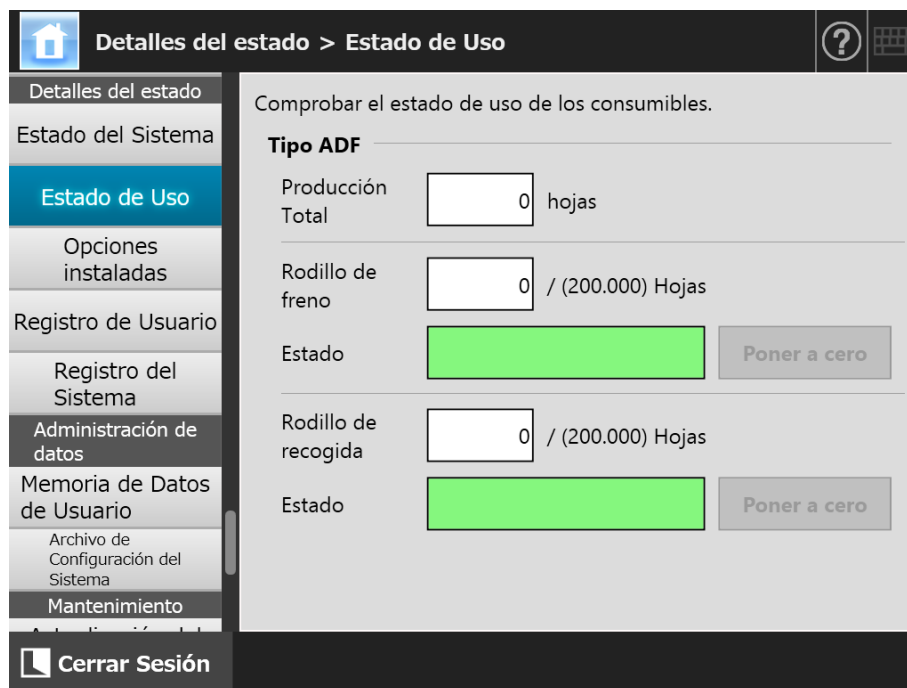 Detalles del estado > Estado de Uso
?
Detalles del estado
Estado del Sistema
Estado de Uso
Opciones
instaladas
Registro de Usuario
Registro del
Sistema
Administración de
datos
Memoria de Datos
de Usuario
Archivo de
Configuración del
Sistema
Mantenimiento
Cerrar Sesión
Comprobar el estado de uso de los consumibles.
Tipo ADF
Producción
Total
0 hojas
Rodillo de
freno
0 / (200.000) Hojas
Estado
Poner a cero
Rodillo de
recogida
0 / (200.000) Hojas
Estado
Poner a cero